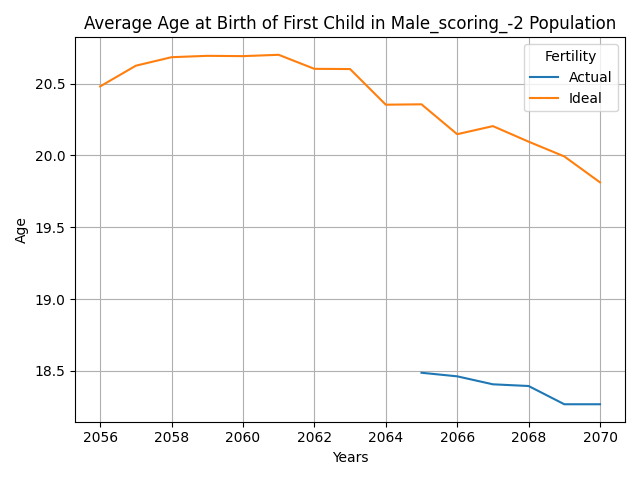 Average Age at Birth of First Child in Male_scoring_-2 Population
Fertility
Actual
Ideal
Age
20.5
20.0
19.5
19.0
18.5
2056 2058 2060 2062 2064 2066 2068 2070
Years